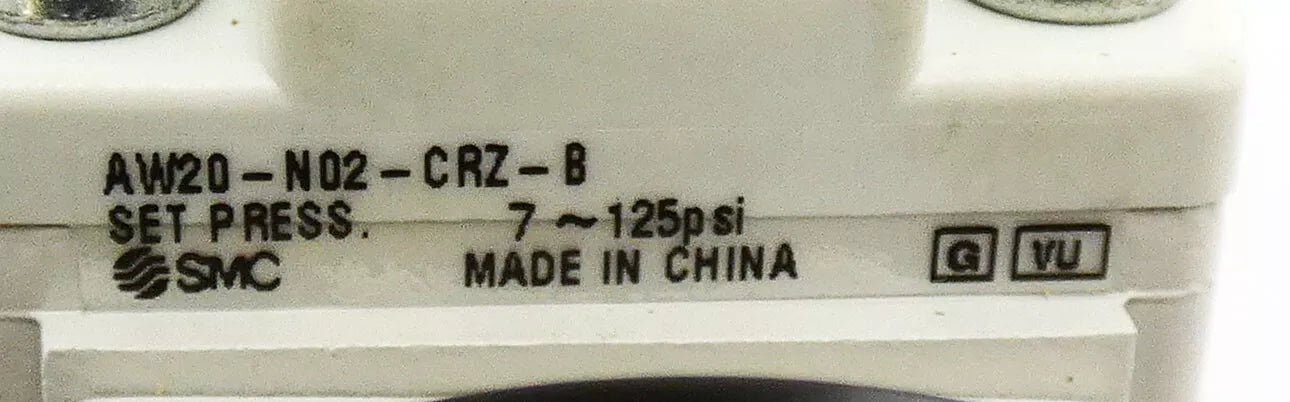 AW20-N02-CRZ-B
SET PRESS. 7~125psi
SMC MADE IN CHINA G VU